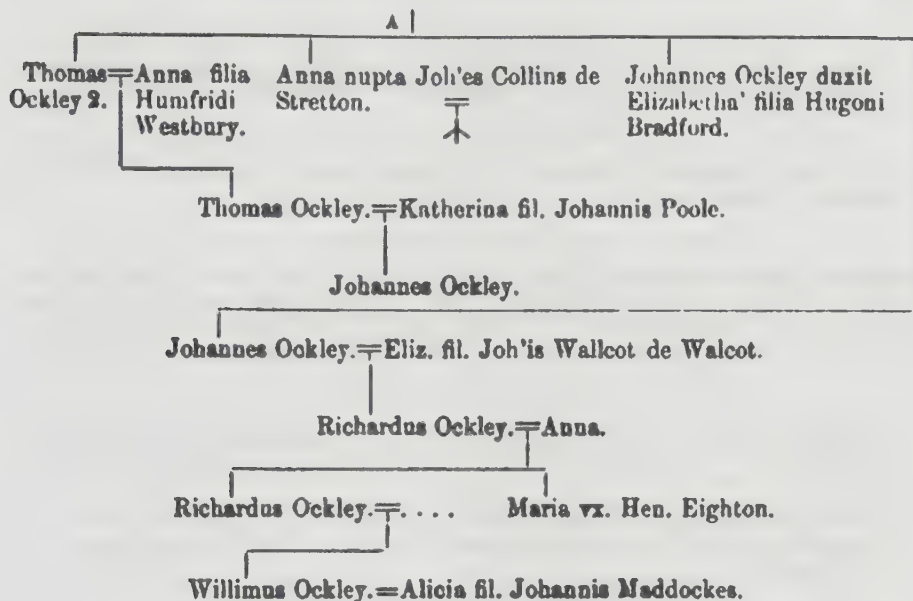 A
Thomas Ockley 2. = Anna filia Humfridi Westbury.
Anna nupta Joh'es Collins de Stretton.
Johannes Ockley duxit Elizabetha' filia Hugoni Bradford.
Thomas Ockley. = Katherina fil. Johannis Poole.
Johannes Ockley.
Johannes Ockley. = Eliz. fil. Joh'is Wallcot de Walcot.
Richardus Ockley. = Anna.
Richardus Ockley. = . . . .
Maria vx. Hen. Eighton.
Willimus Ockley. = Alicia fil. Johannis Maddockes.